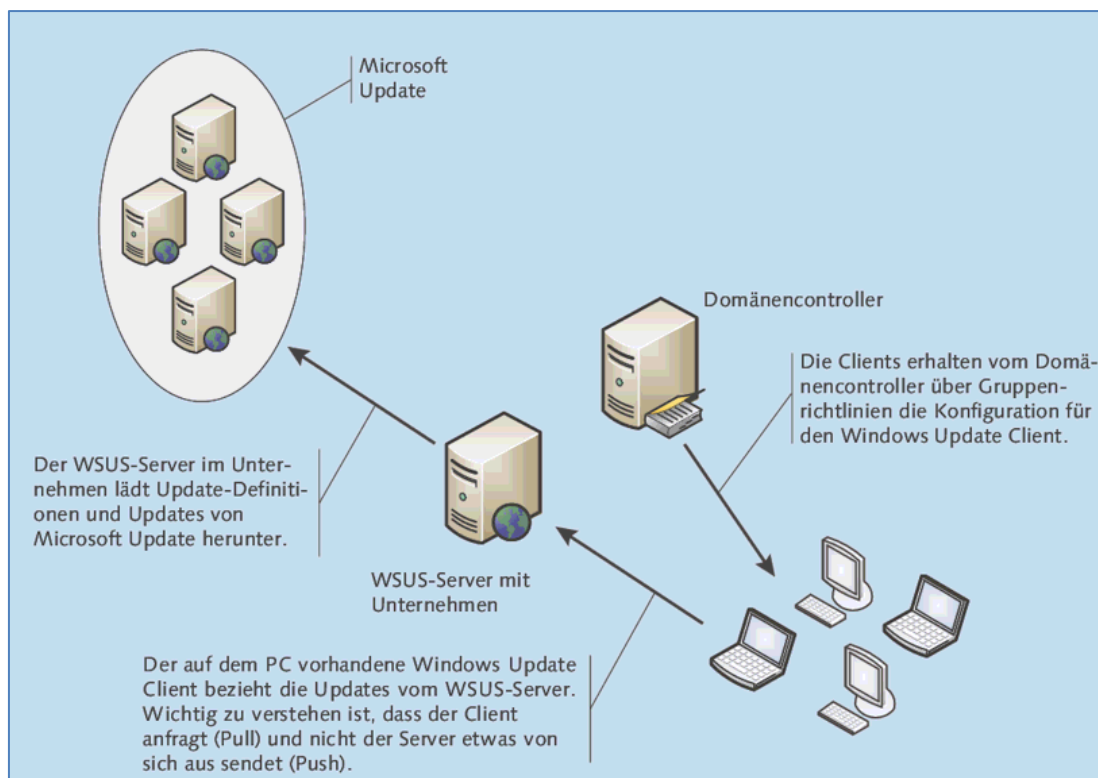 Microsoft
Update
Domänencontroller
Die Clients erhalten vom Domä-
nencontroller über Gruppen-
richtlinien die Konfiguration für
den Windows Update Client.
Der WSUS-Server im Unter-
nehmen lädt Update-Definiti-
onen und Updates von
Microsoft Update herunter.
WSUS-Server mit
Unternehmen
Der auf dem PC vorhandene Windows Update
Client bezieht die Updates vom WSUS-Server.
Wichtig zu verstehen ist, dass der Client
anfragt (Pull) und nicht der Server etwas von
sich aus sendet (Push).